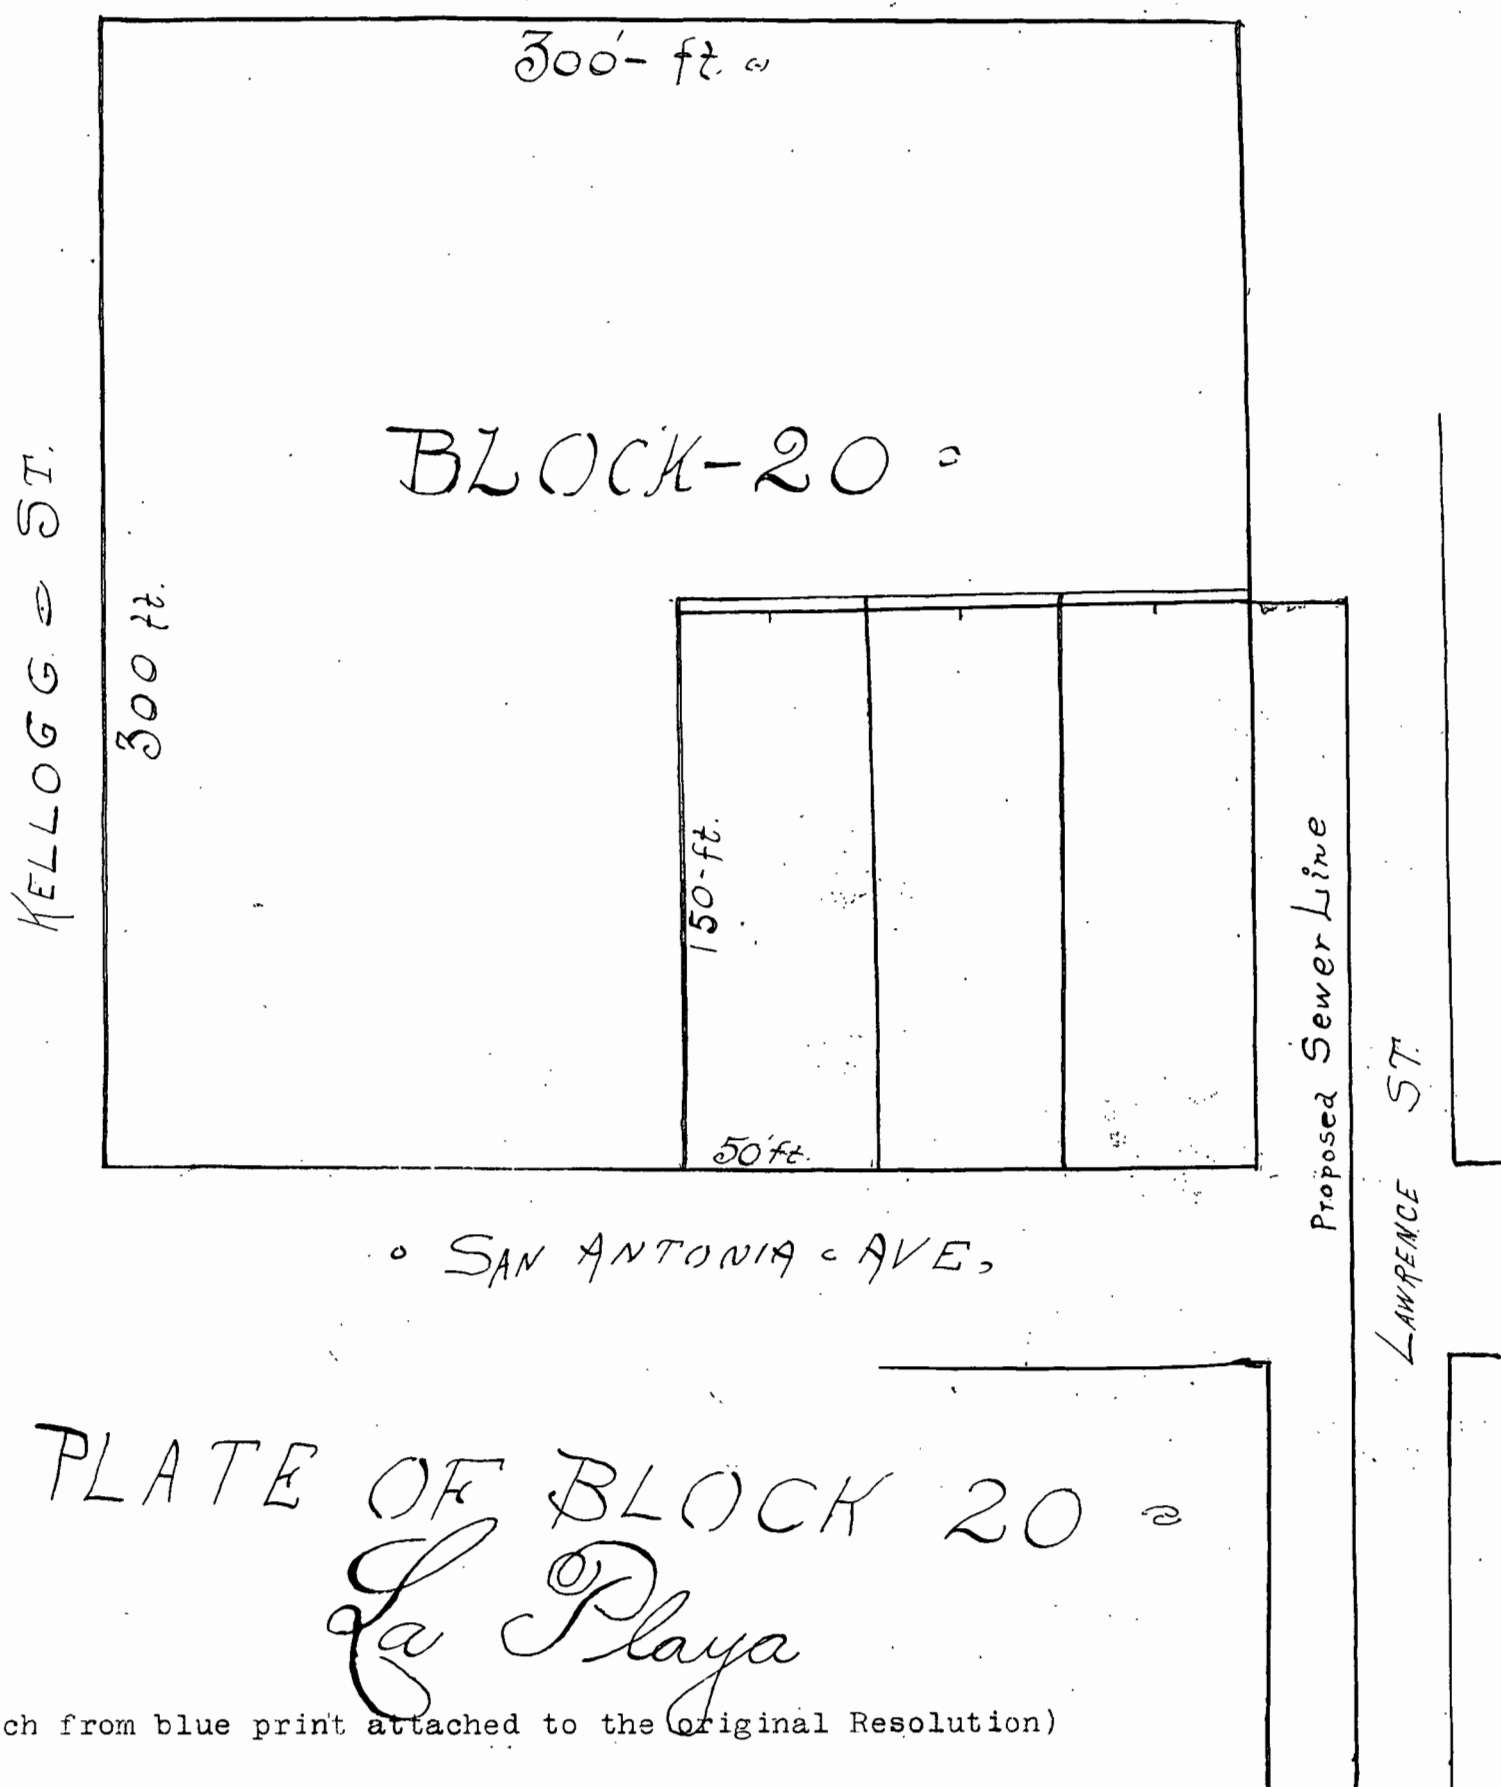 300'- ft.
BLOCK-20
KELLOGG ST.
300 ft.
150-ft.
50'ft.
Proposed Sewer Line
LAWRENCE ST.
SAN ANTONIA AVE.
PLATE OF BLOCK 20
La Playa
ch from blue print attached to the original Resolution)